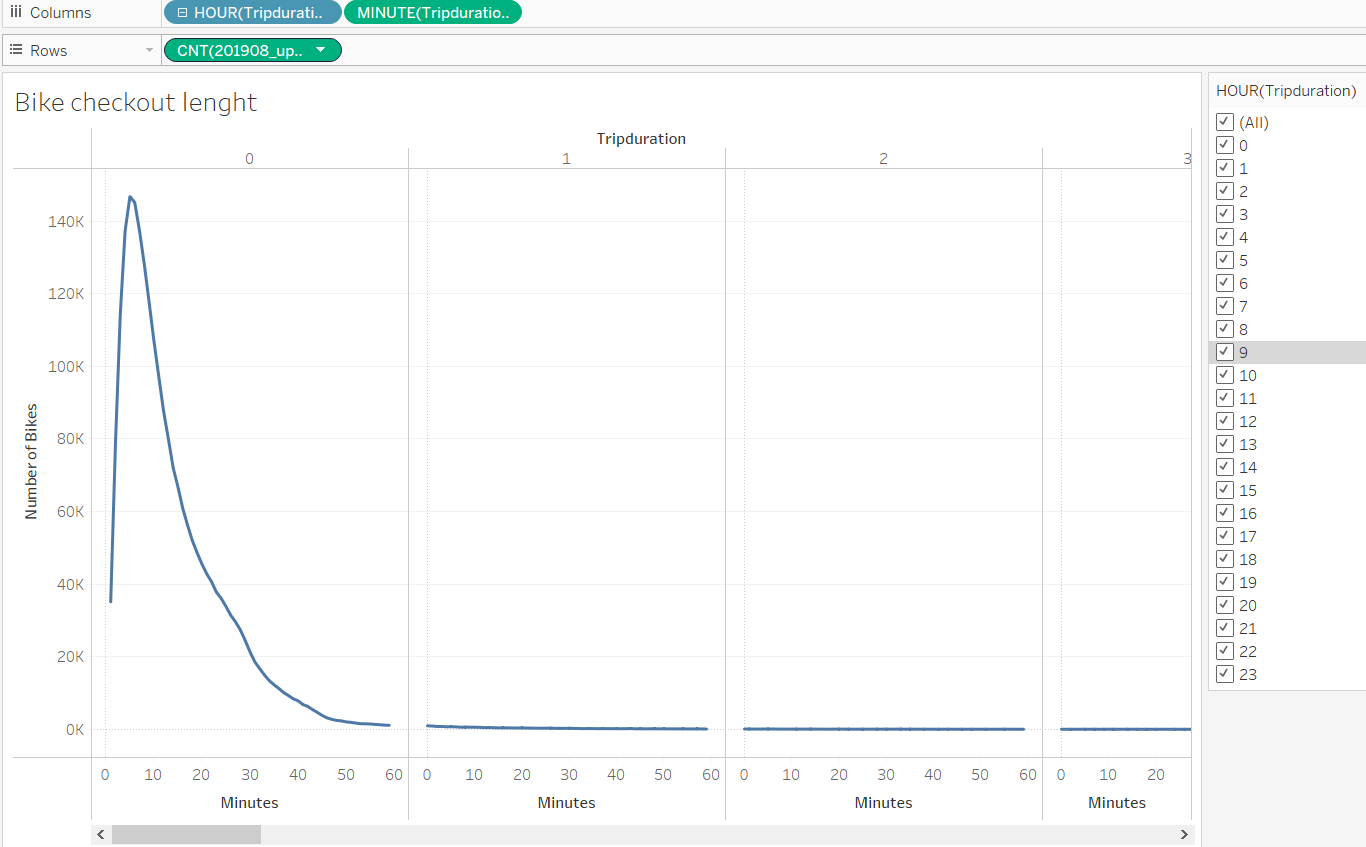 Columns HOUR(Tripdurati.. MINUTE(Tripduratio..
Rows CNT(201908_up..
Bike checkout lenght
Tripduration
0 1 2 3
140K
120K
100K
80K
60K
40K
20K
0K
Number of Bikes
0 10 20 30 40 50 60 0 10 20 30 40 50 60 0 10 20 30 40 50 60 0 10 20
Minutes Minutes Minutes Minutes
HOUR(Tripduration)
(All)
0
1
2
3
4
5
6
7
8
9
10
11
12
13
14
15
16
17
18
19
20
21
22
23